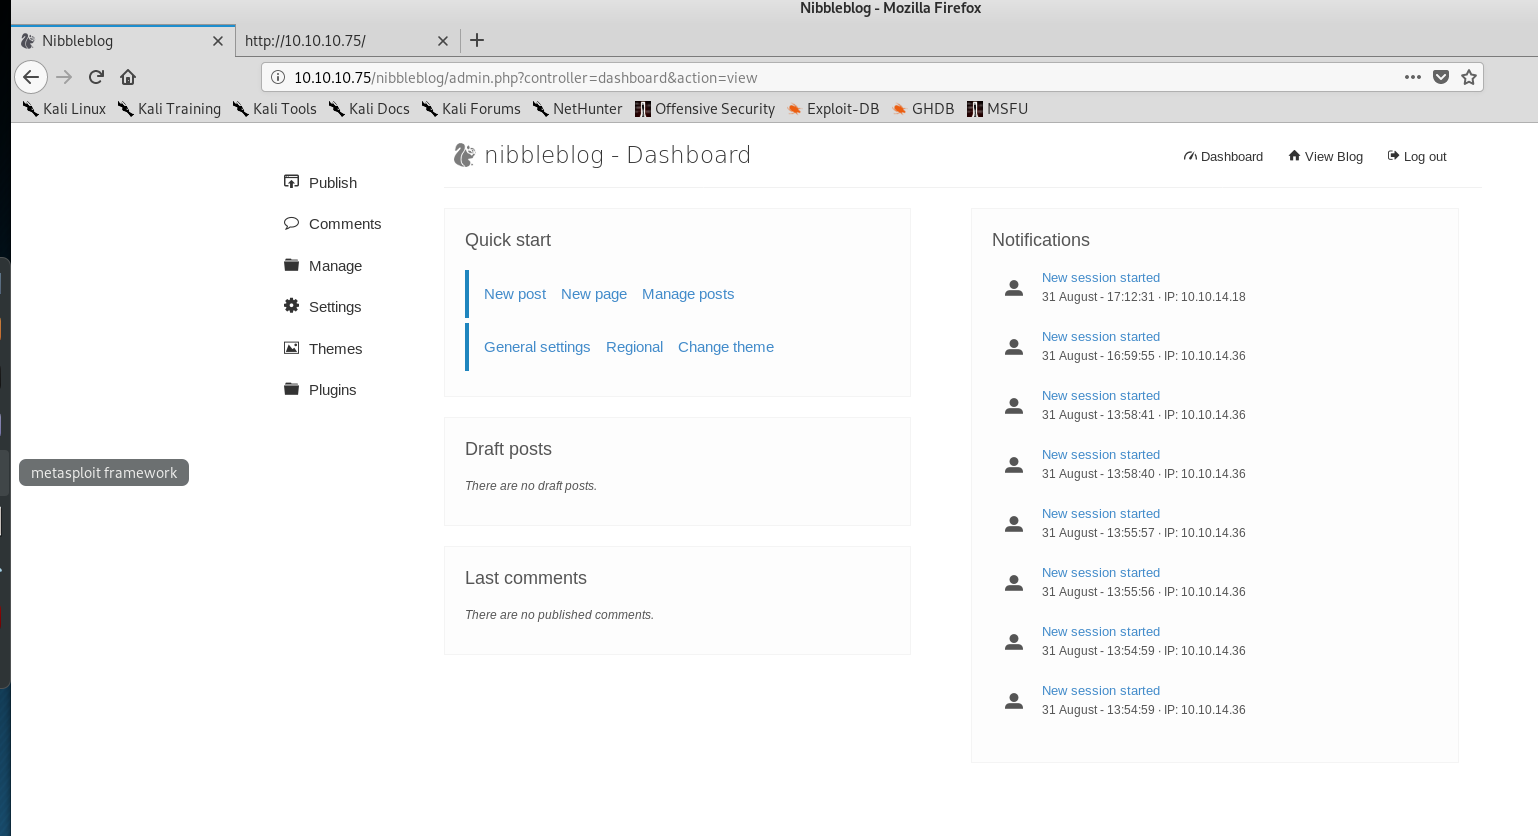 Nibbleblog - Mozilla Firefox
Nibbleblog
http://10.10.10.75/
10.10.10.75/nibbleblog/admin.php?controller=dashboard&action=view
Kali Linux Kali Training Kali Tools Kali Docs Kali Forums NetHunter Offensive Security Exploit-DB GHDB MSFU
nibbleblog - Dashboard
Dashboard View Blog Log out
Publish
Comments
Manage
Settings
Themes
Plugins
metasploit framework
Quick start
New post New page Manage posts
General settings Regional Change theme
Draft posts
There are no draft posts.
Last comments
There are no published comments.
Notifications
New session started
31 August - 17:12:31 · IP: 10.10.14.18
New session started
31 August - 16:59:55 · IP: 10.10.14.36
New session started
31 August - 13:58:41 · IP: 10.10.14.36
New session started
31 August - 13:58:40 · IP: 10.10.14.36
New session started
31 August - 13:55:57 · IP: 10.10.14.36
New session started
31 August - 13:55:56 · IP: 10.10.14.36
New session started
31 August - 13:54:59 · IP: 10.10.14.36
New session started
31 August - 13:54:59 · IP: 10.10.14.36